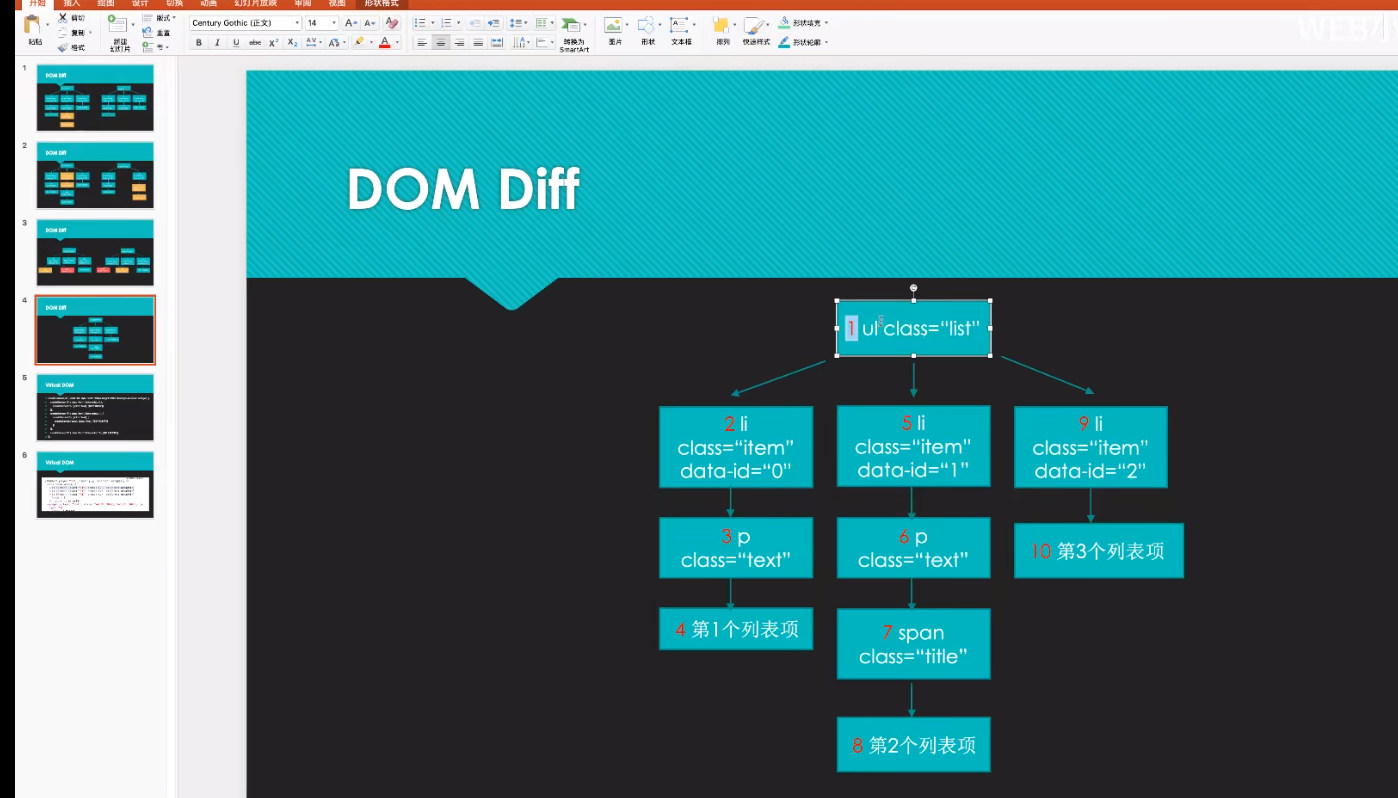 开始 插入 绘图 设计 切换 动画 幻灯片放映 审阅 视图 形状格式
粘贴
剪切
复制
格式
新建
幻灯片
版式
重置
节
Century Gothic (正文) 14
B I U abc X² X₂
转换为
SmartArt
图片 形状 文本框 排列 快速样式
形状填充
形状轮廓
WEB
1
DOM Diff
2
DOM Diff
3
DOM Diff
4
DOM Diff
5
Virtual DOM
6
Virtual DOM
DOM Diff
1 ul class=“list”
2 li
class=“item”
data-id=“0”
5 li
class=“item”
data-id=“1”
9 li
class=“item”
data-id=“2”
3 p
class=“text”
6 p
class=“text”
10 第3个列表项
4 第1个列表项
7 span
class=“title”
8 第2个列表项